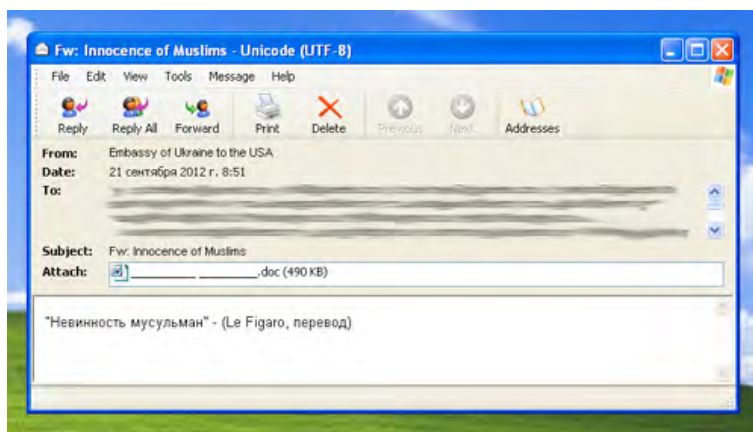 Fw: Innocence of Muslims - Unicode (UTF-8)
File Edit View Tools Message Help
Reply Reply All Forward Print Delete Previous Next Addresses
From: Embassy of Ukraine to the USA
Date: 21 сентября 2012 г. 8:51
To:
Subject: Fw: Innocence of Muslims
Attach: .doc (490 KB)
"Невинность мусульман" - (Le Figaro, перевод)